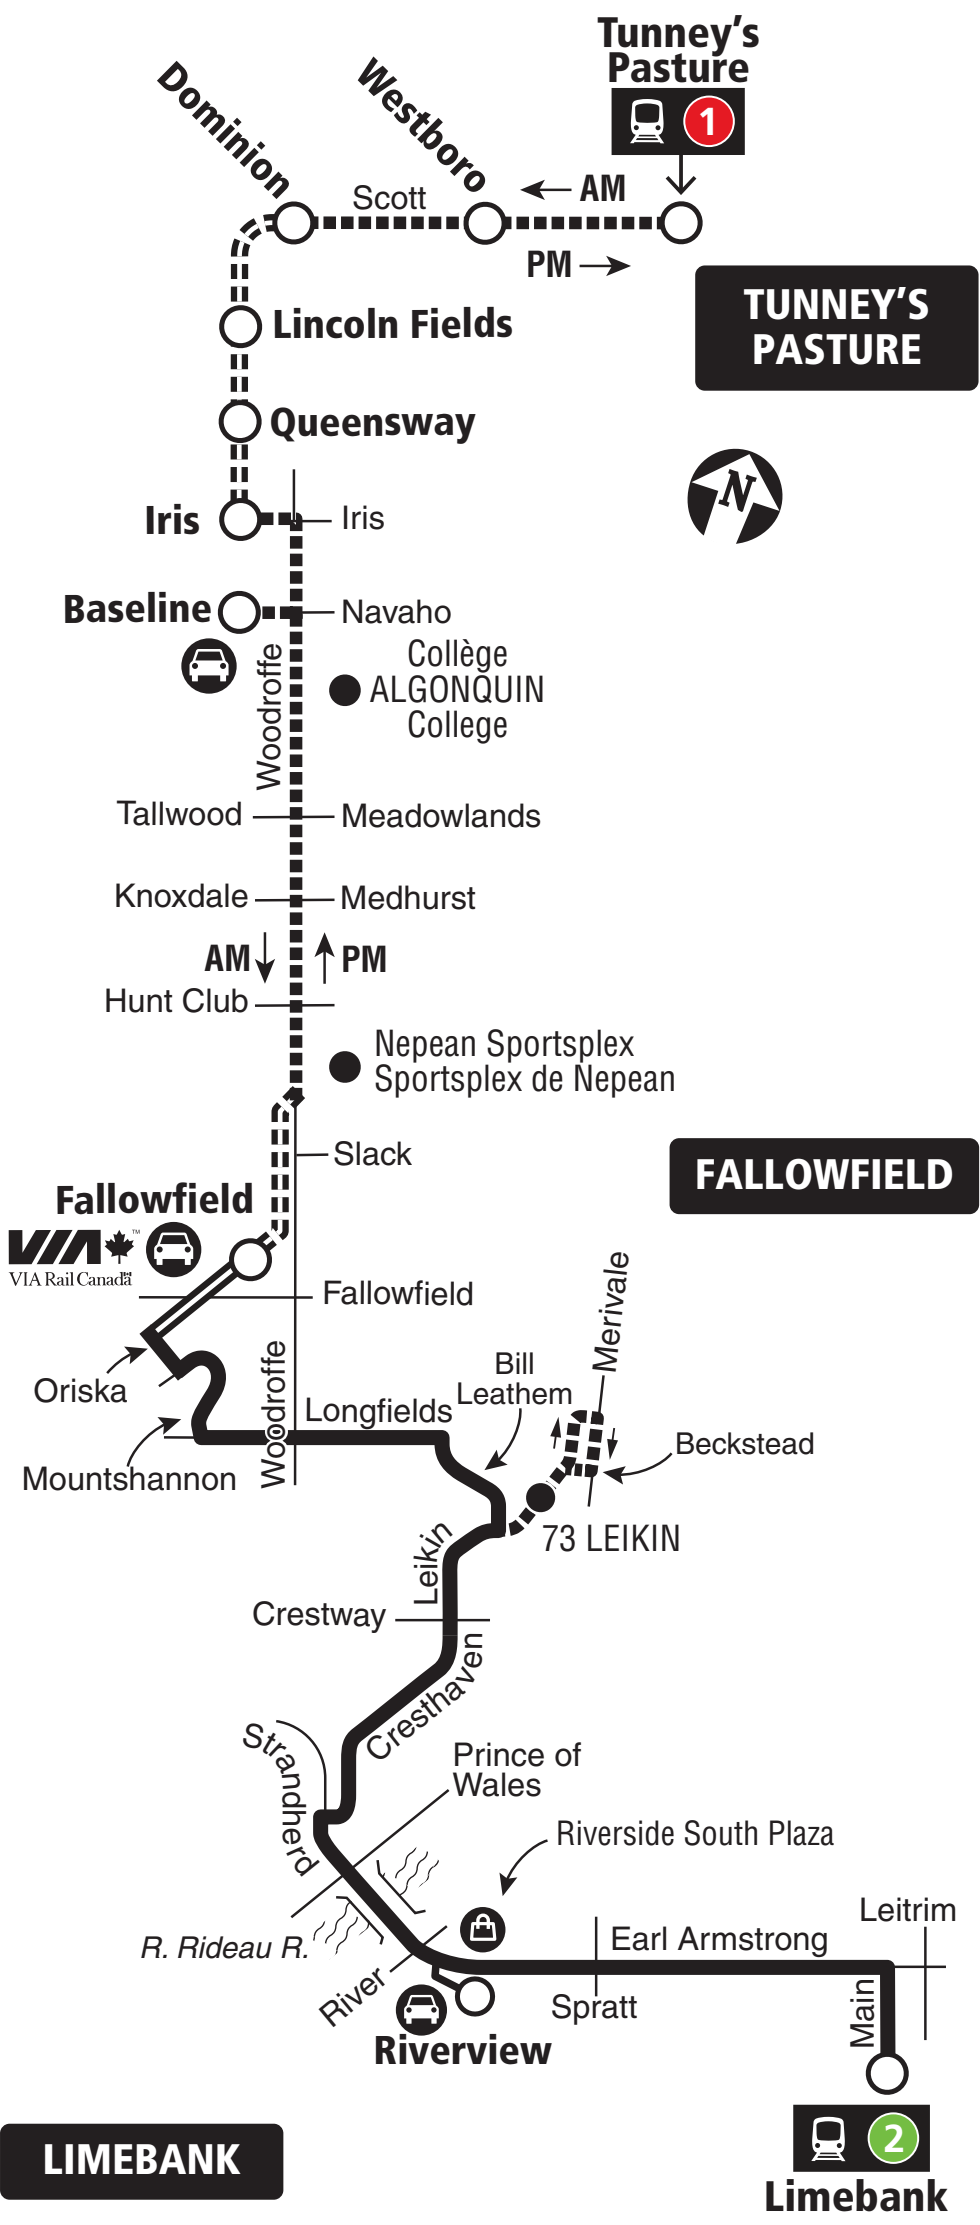 Tunney's
Pasture
1
Dominion
Westboro
Scott
AM
PM
TUNNEY'S
PASTURE
Lincoln Fields
Queensway
N
Iris
Iris
Baseline
Navaho
Woodroffe
Collège
ALGONQUIN
College
Tallwood
Meadowlands
Knoxdale
Medhurst
AM
PM
Hunt Club
Nepean Sportsplex
Sportsplex de Nepean
Slack
FALLOWFIELD
Fallowfield
VIA ™
VIA Rail Canada
Fallowfield
Merivale
Oriska
Woodroffe
Bill
Leathem
Longfields
Beckstead
Mountshannon
73 LEIKIN
Leikin
Crestway
Cresthaven
Strandherd
Prince of
Wales
Riverside South Plaza
R. Rideau R.
Leitrim
Earl Armstrong
River
Spratt
Main
Riverview
2
LIMEBANK
Limebank